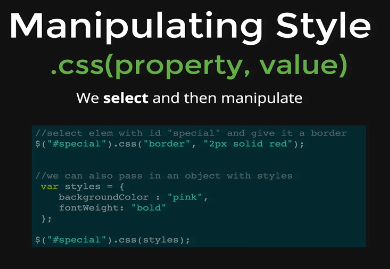 Manipulating Style
.css(property, value)
We select and then manipulate
//select elem with id "special" and give it a border
$("#special").css("border", "2px solid red");
//we can also pass in an object with styles
var styles = {
backgroundColor : "pink",
fontWeight: "bold"
};
$("#special").css(styles);